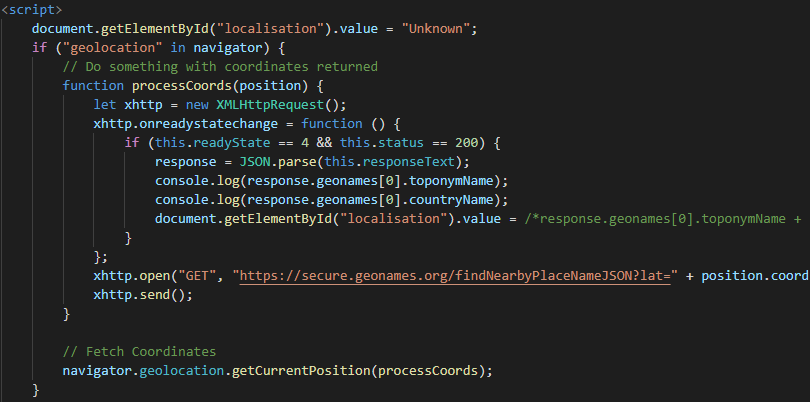 <script>
document.getElementById("localisation").value = "Unknown";
if ("geolocation" in navigator) {
// Do something with coordinates returned
function processCoords(position) {
let xhttp = new XMLHttpRequest();
xhttp.onreadystatechange = function () {
if (this.readyState == 4 && this.status == 200) {
response = JSON.parse(this.responseText);
console.log(response.geonames[0].toponymName);
console.log(response.geonames[0].countryName);
document.getElementById("localisation").value = /*response.geonames[0].toponymName +
}
};
xhttp.open("GET", "https://secure.geonames.org/findNearbyPlaceNameJSON?lat=" + position.coord
xhttp.send();
}
// Fetch Coordinates
navigator.geolocation.getCurrentPosition(processCoords);
}